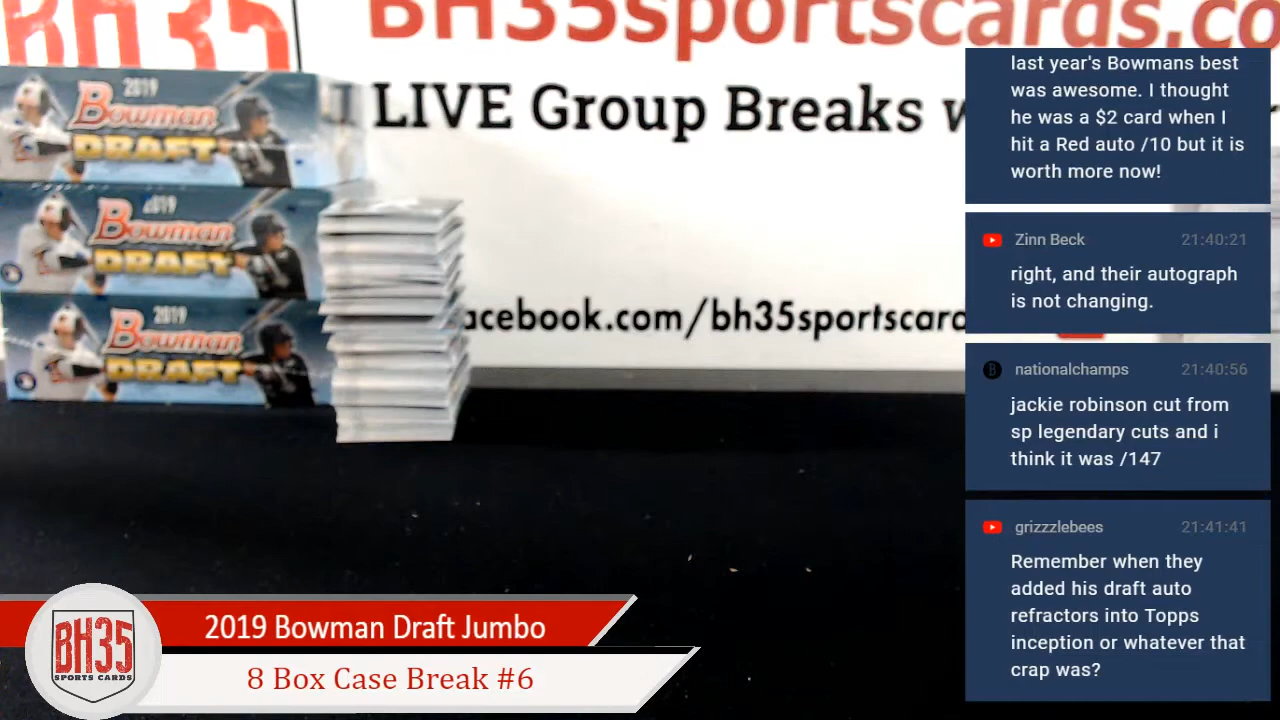 BH35
BH35sportscards.co
LIVE Group Breaks w
acebook.com/bh35sportscard
2019
Bowman
DRAFT
2019
Bowman
DRAFT
2019
Bowman
DRAFT
last year's Bowmans best
was awesome. I thought
he was a $2 card when I
hit a Red auto /10 but it is
worth more now!
Zinn Beck 21:40:21
right, and their autograph
is not changing.
nationalchamps 21:40:56
jackie robinson cut from
sp legendary cuts and i
think it was /147
grizzzlebees 21:41:41
Remember when they
added his draft auto
refractors into Topps
inception or whatever that
crap was?
BH35
SPORTS CARDS
2019 Bowman Draft Jumbo
8 Box Case Break #6